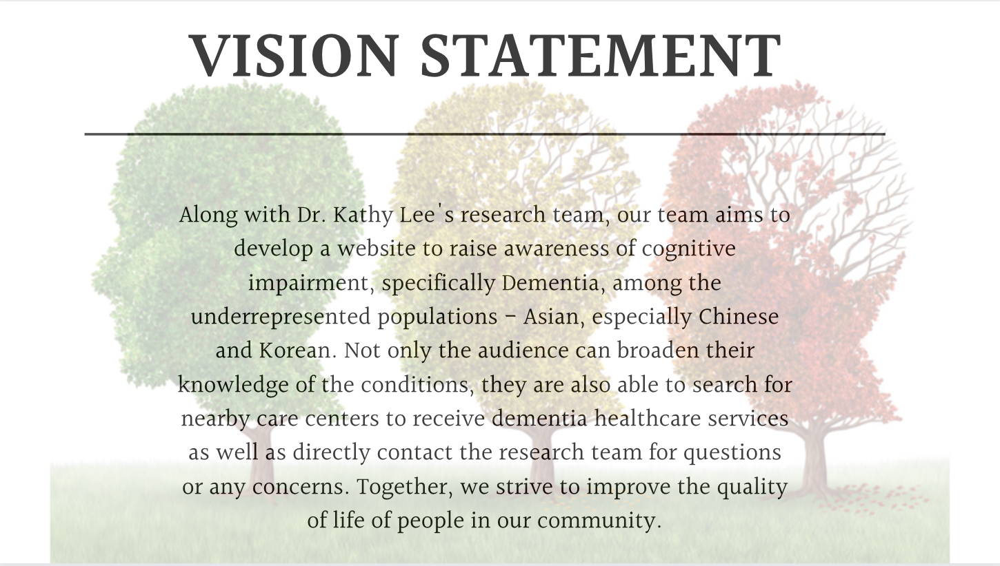 VISION STATEMENT
Along with Dr. Kathy Lee's research team, our team aims to
develop a website to raise awareness of cognitive
impairment, specifically Dementia, among the
underrepresented populations – Asian, especially Chinese
and Korean. Not only the audience can broaden their
knowledge of the conditions, they are also able to search for
nearby care centers to receive dementia healthcare services
as well as directly contact the research team for questions
or any concerns. Together, we strive to improve the quality
of life of people in our community.